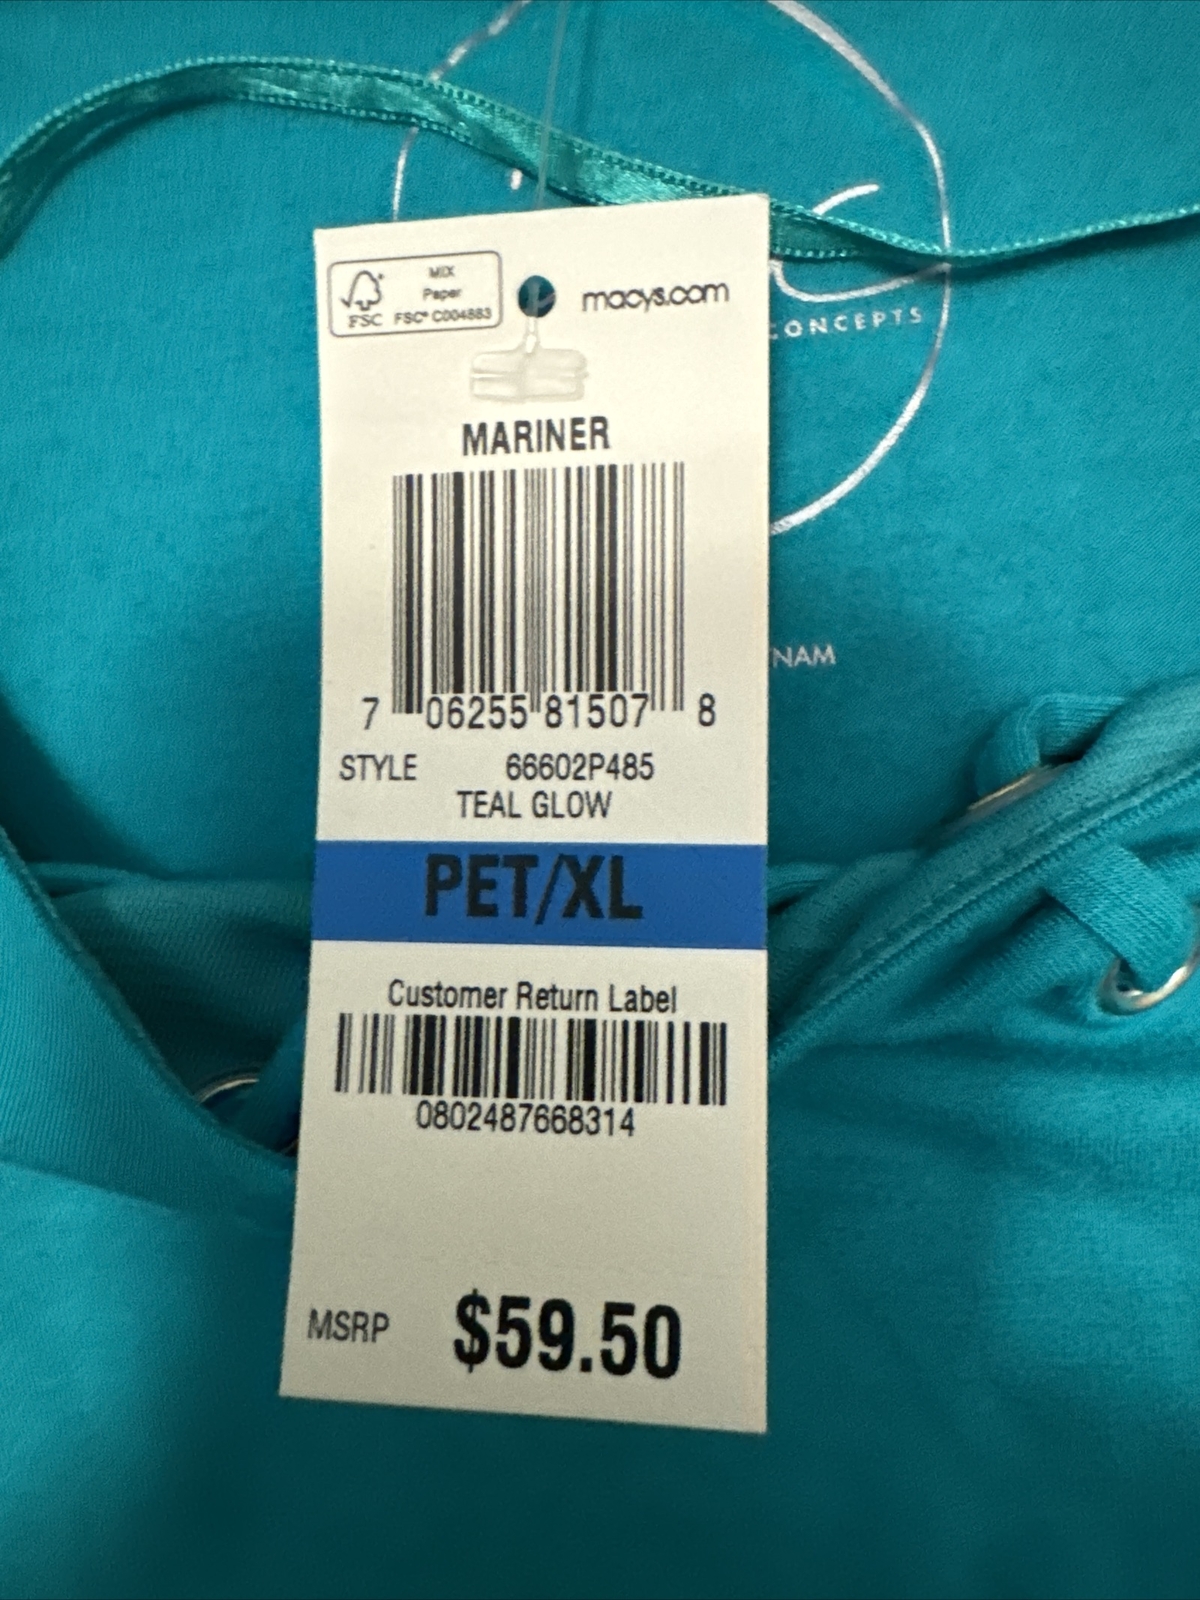 MIX
Paper
FSC
FSC® C004883
macys.com
CONCEPTS
MARINER
7 06255 81507 8
NAM
STYLE 66602P485
TEAL GLOW
PET/XL
Customer Return Label
0802487668314
MSRP $59.50